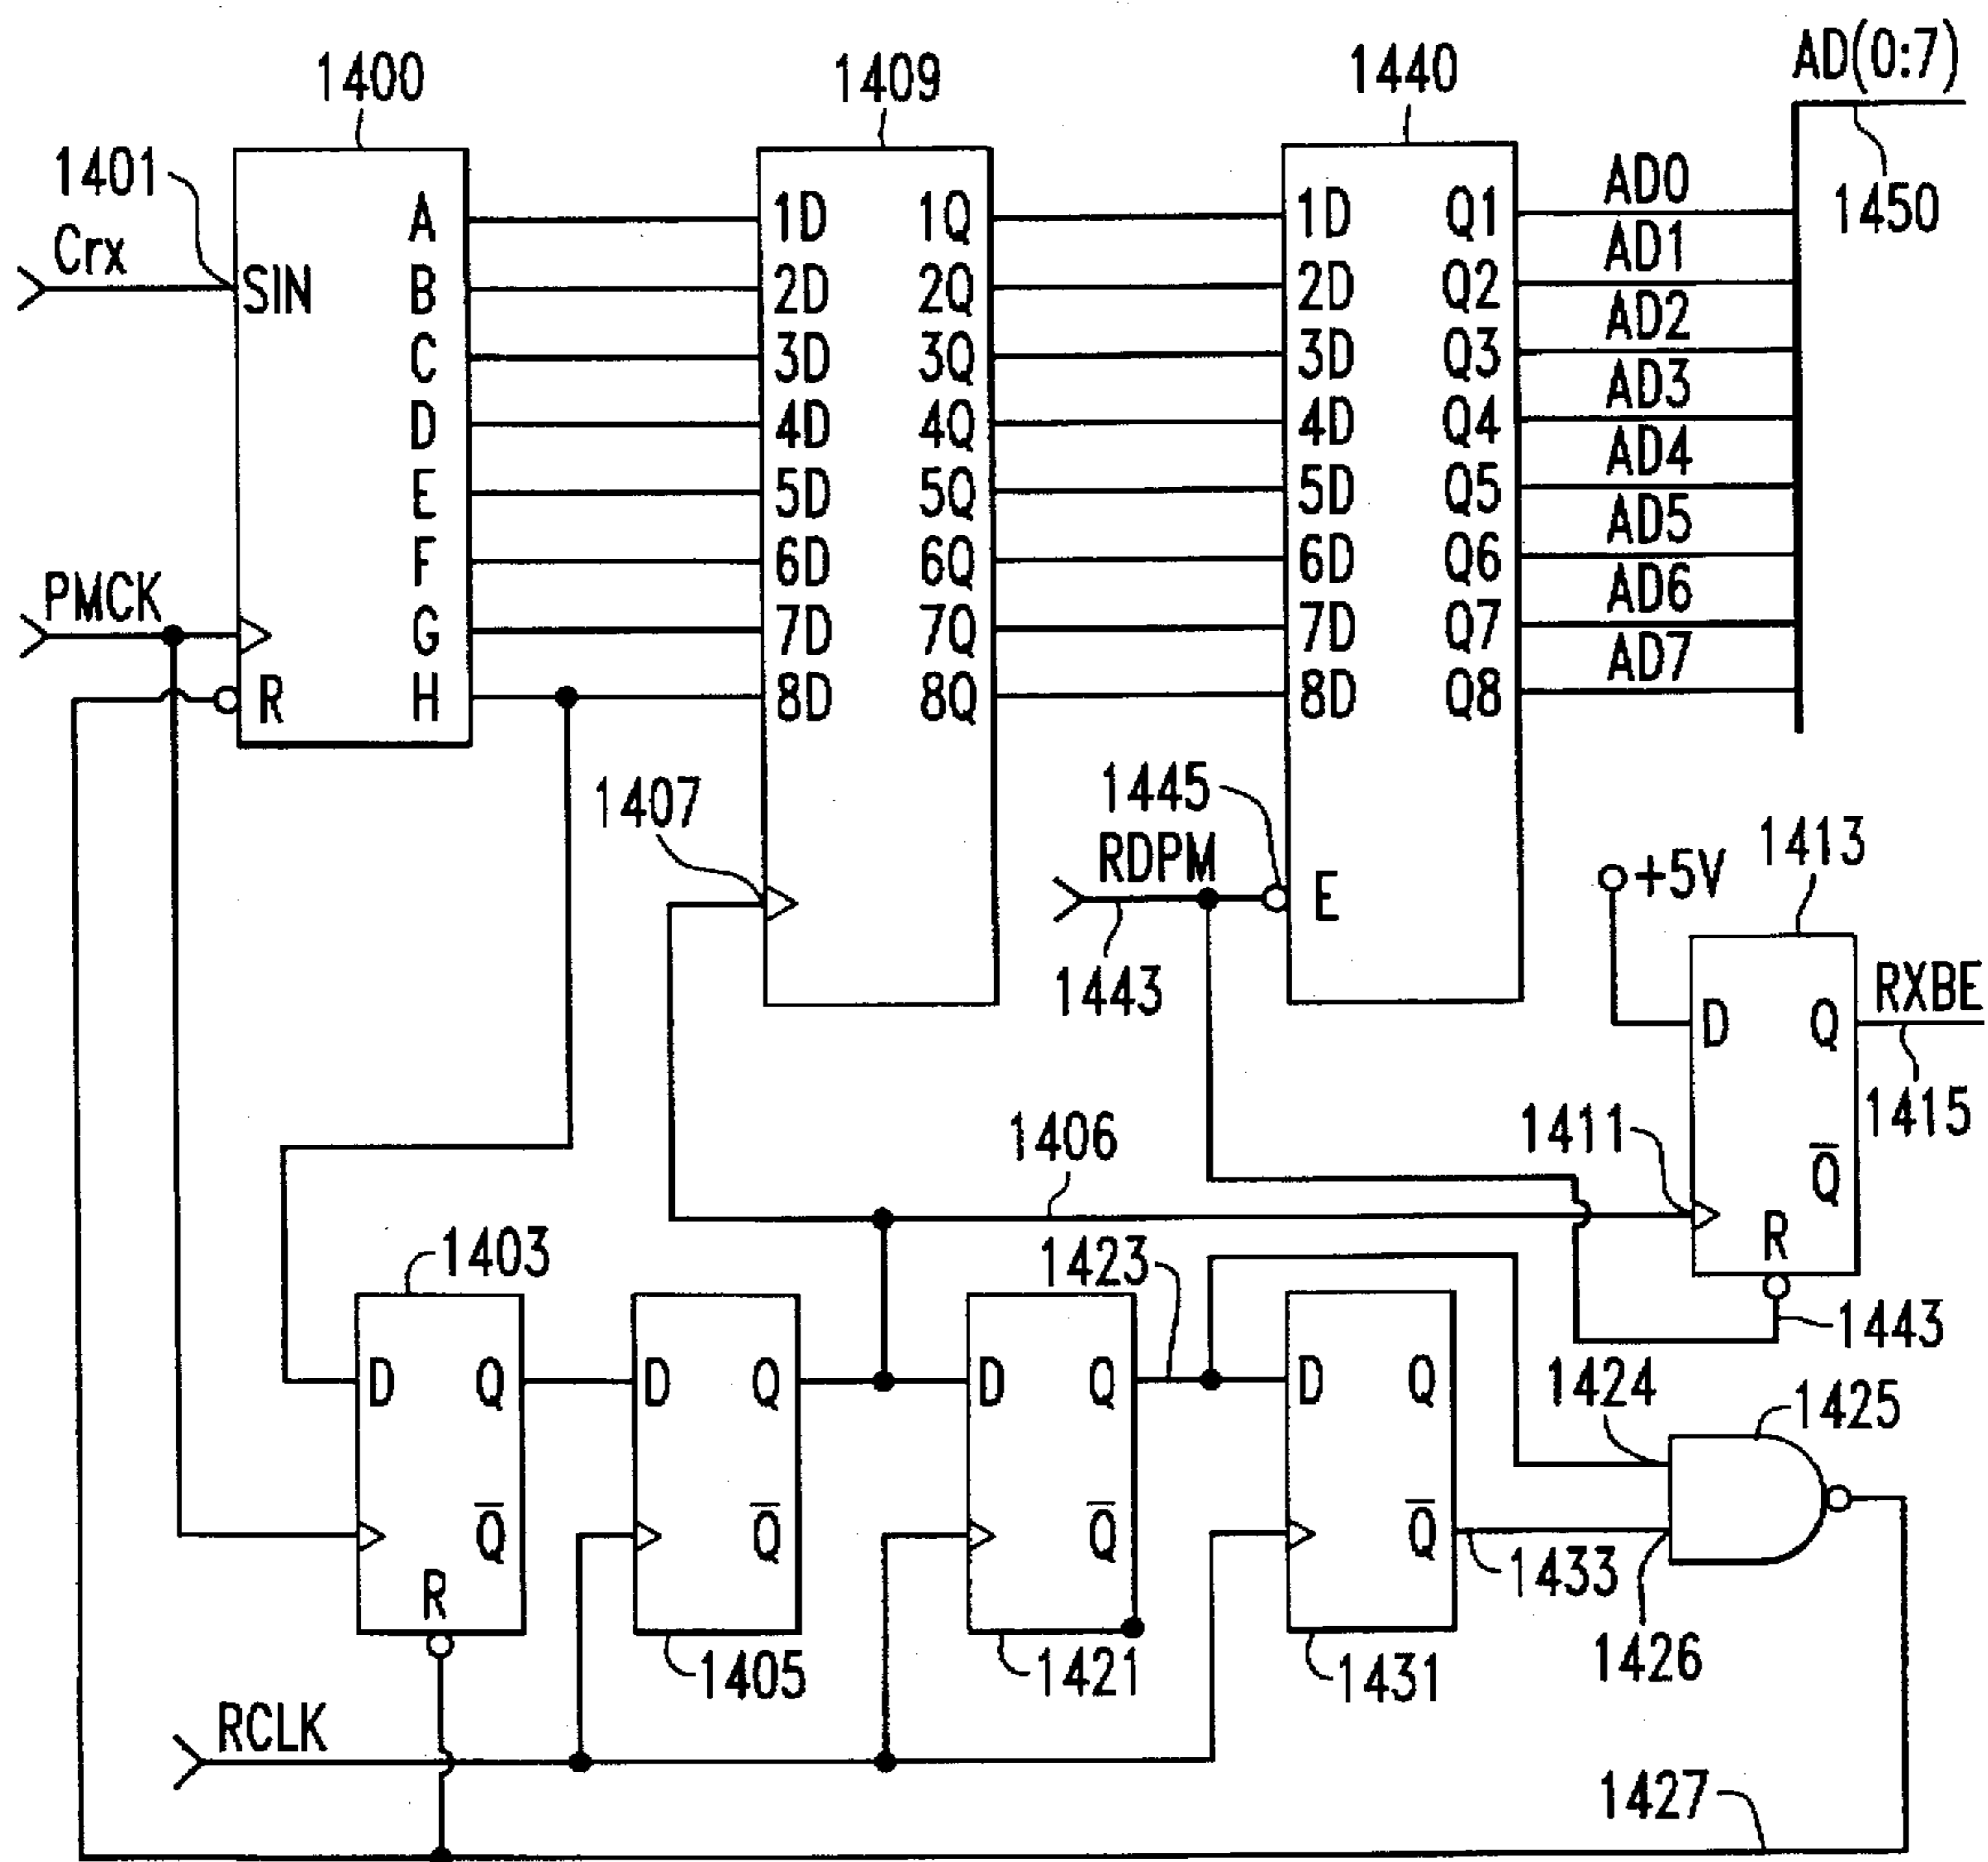 1400
1409
1440
AD(0:7)
1401
Crx
SIN
A
B
C
D
E
F
G
H
PMCK
R
1D
2D
3D
4D
5D
6D
7D
8D
1Q
2Q
3Q
4Q
5Q
6Q
7Q
8Q
1D
2D
3D
4D
5D
6D
7D
8D
Q1
Q2
Q3
Q4
Q5
Q6
Q7
Q8
AD0
AD1
AD2
AD3
AD4
AD5
AD6
AD7
1450
1407
1445
RDPM
E
1443
+5V
1413
D
Q
RXBE
1415
1411
Q̅
R
1443
1406
1423
1403
D
Q
Q̅
R
D
Q
Q̅
1405
D
Q
Q̅
1421
D
Q
Q̅
1431
1424
1425
1433
1426
RCLK
1427